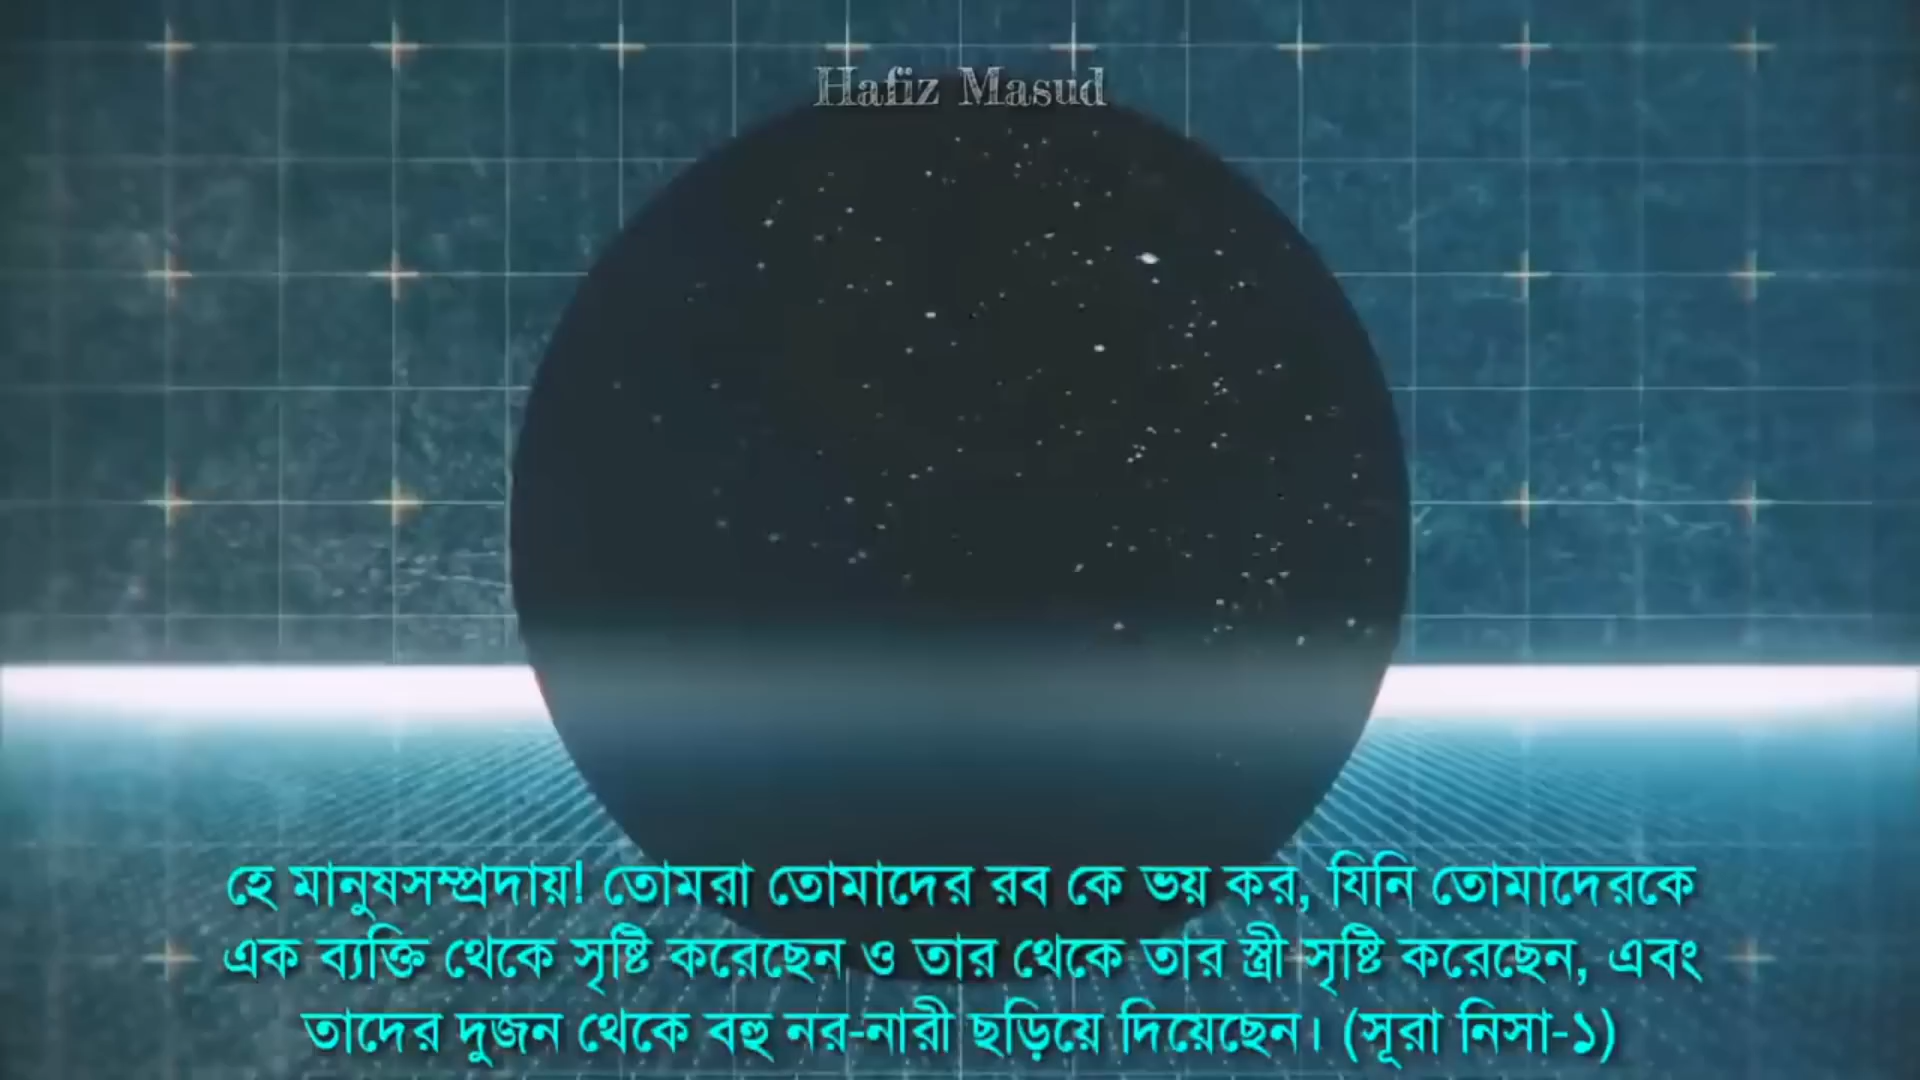 Hafiz Masud
হে মানুষসম্প্রদায়! তোমরা তোমাদের রব কে ভয় কর, যিনি তোমাদেরকে
এক ব্যক্তি থেকে সৃষ্টি করেছেন ও তার থেকে তার স্ত্রী সৃষ্টি করেছেন, এবং
তাদের দুজন থেকে বহু নর-নারী ছড়িয়ে দিয়েছেন। (সূরা নিসা-১)